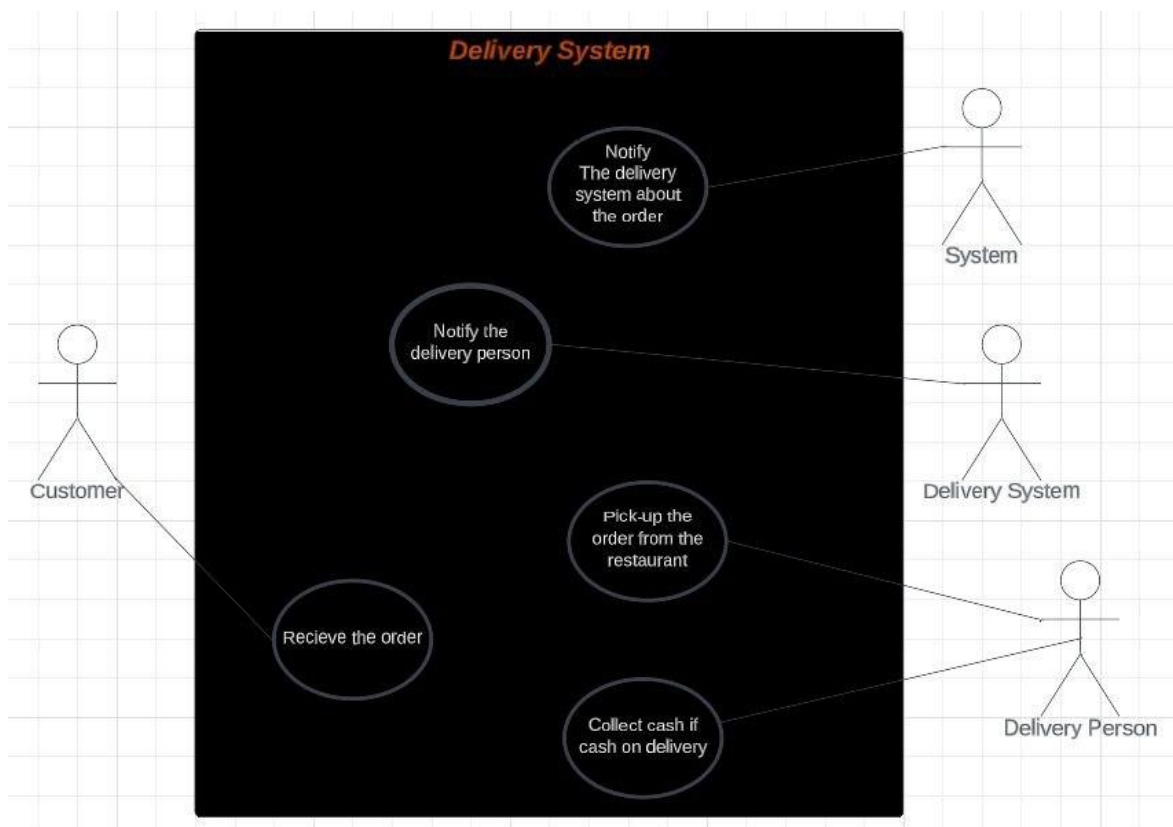 Delivery System
Notify
The delivery
system about
the order
System
Notify the
delivery person
Customer
Delivery System
Pick-up the
order from the
restaurant
Recieve the order
Collect cash if
cash on delivery
Delivery Person